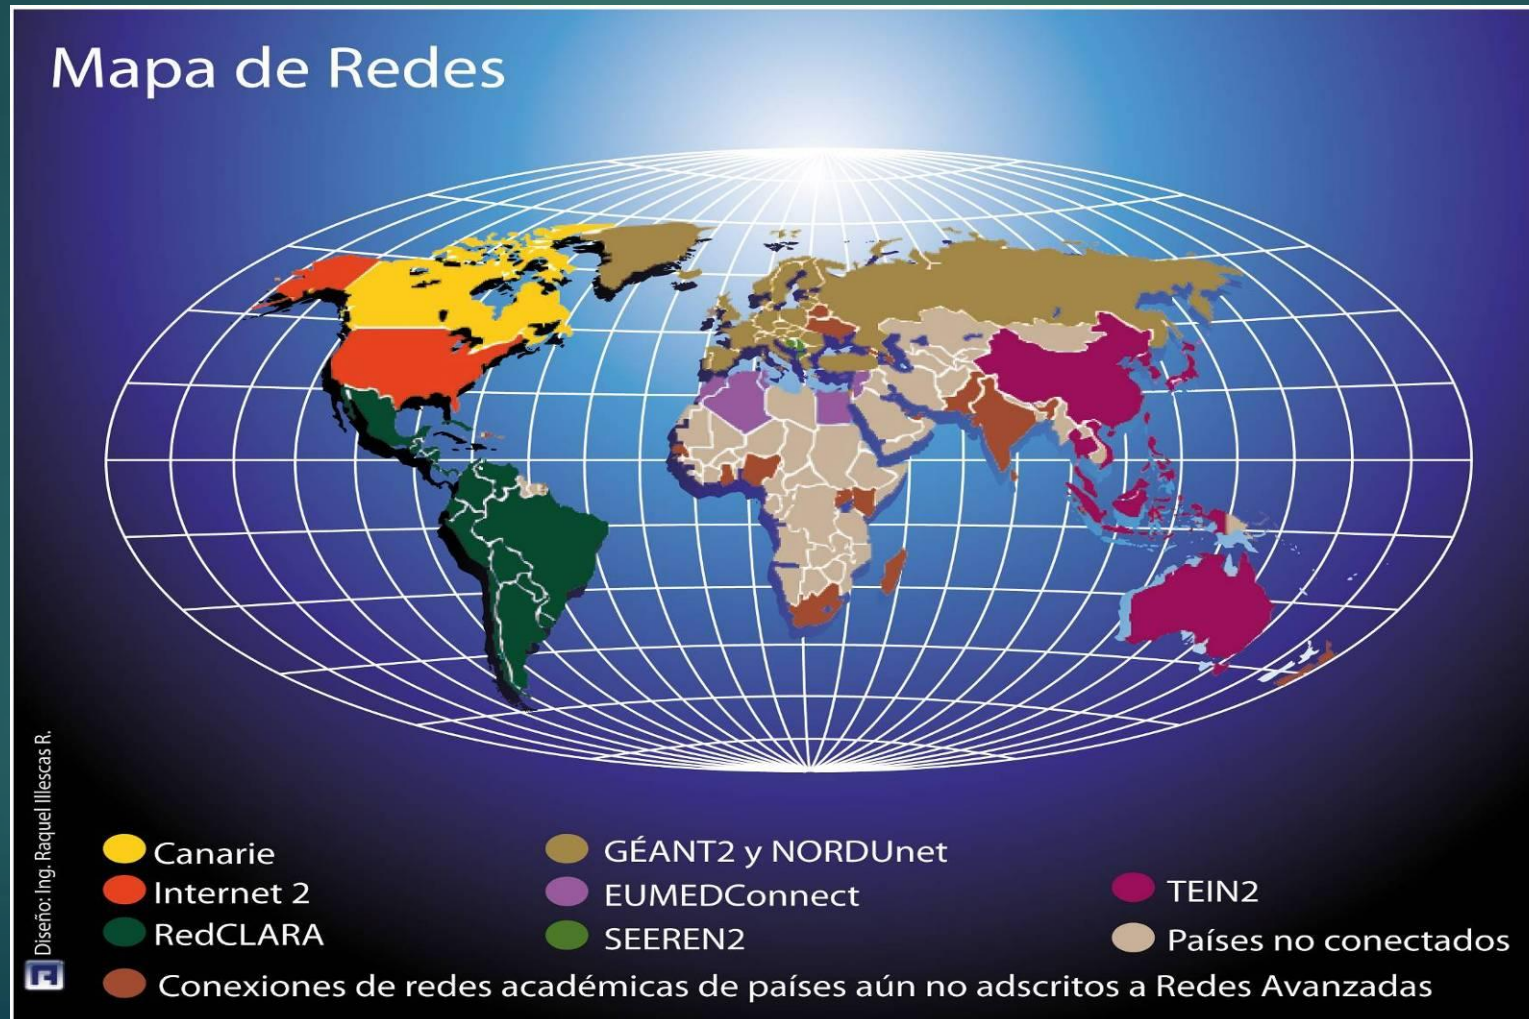 Mapa de Redes
Canarie
Internet 2
RedCLARA
GÉANT2 y NORDUnet
EUMEDConnect
SEEREN2
TEIN2
Países no conectados
Conexiones de redes académicas de países aún no adscritos a Redes Avanzadas
Diseño: Ing. Raquel Illescas R.